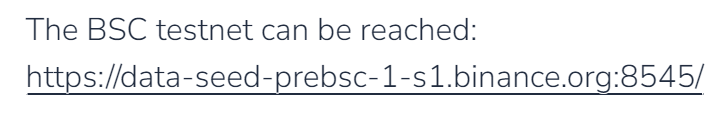 The BSC testnet can be reached:
https://data-seed-prebsc-1-s1.binance.org:8545/